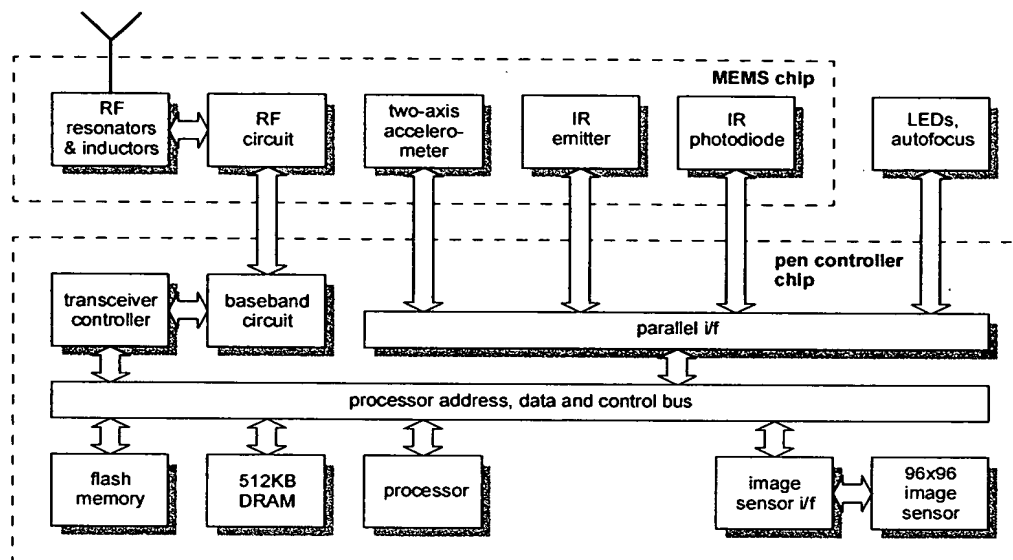 MEMS chip
RF
resonators
& inductors
RF
circuit
two-axis
accelero-
meter
IR
emitter
IR
photodiode
LEDs,
autofocus
pen controller
chip
transceiver
controller
baseband
circuit
parallel i/f
processor address, data and control bus
flash
memory
512KB
DRAM
processor
image
sensor i/f
96x96
image
sensor